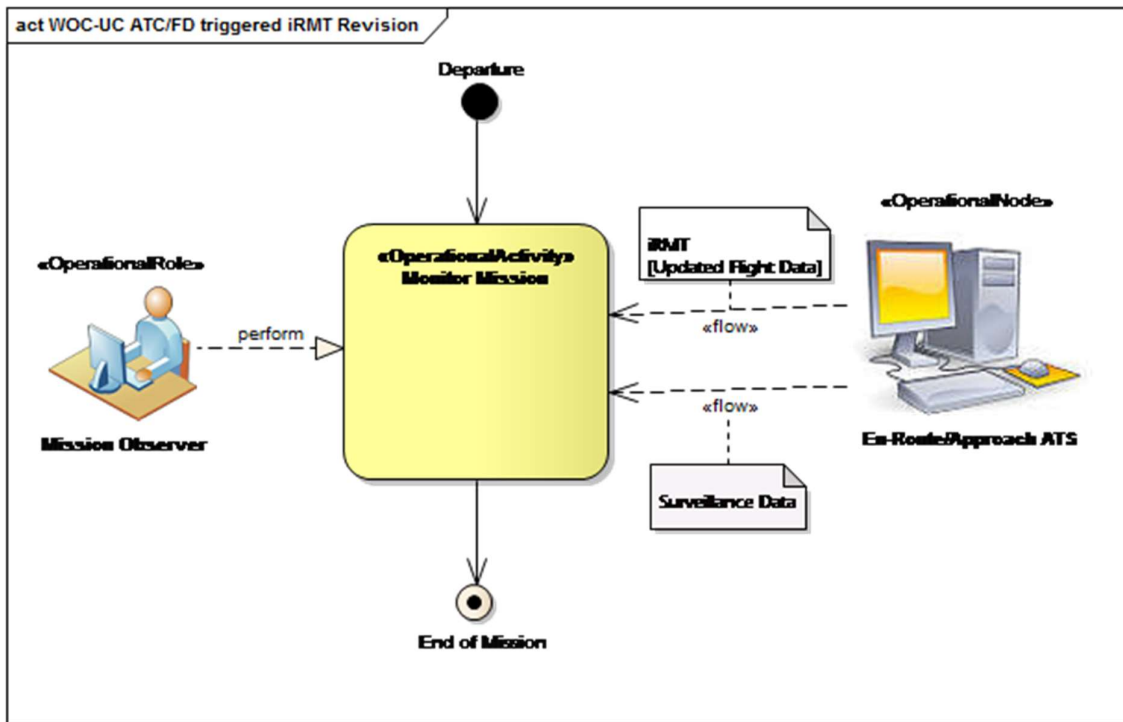 act WOC-UC ATC/FD triggered iRMT Revision
Departure
«OperationalRole»
perform
Mission Observer
«OperationalActivity»
Monitor Mission
iRMT
[Updated Flight Data]
«flow»
«flow»
Surveillance Data
«OperationalNode»
En-Route/Approach ATS
End of Mission